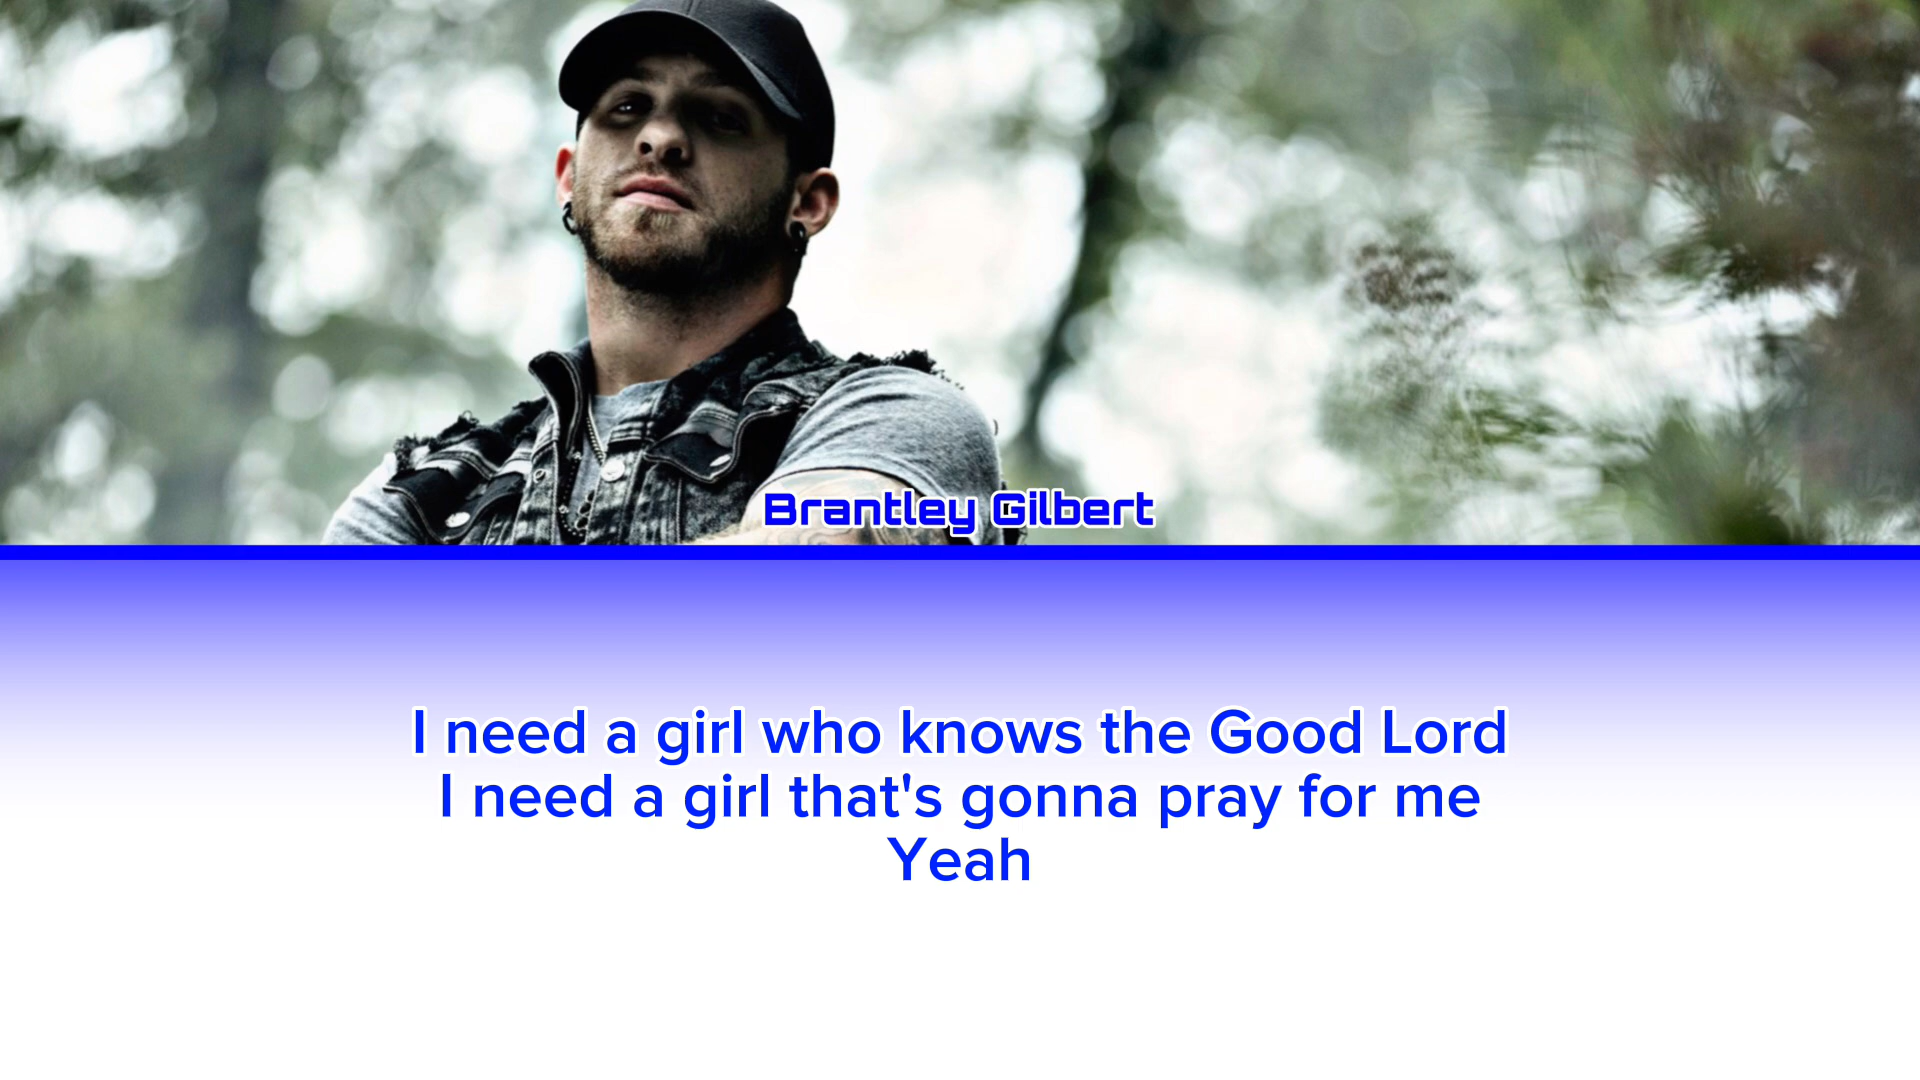 Brantley Gilbert
I need a girl who knows the Good Lord
I need a girl that's gonna pray for me
Yeah